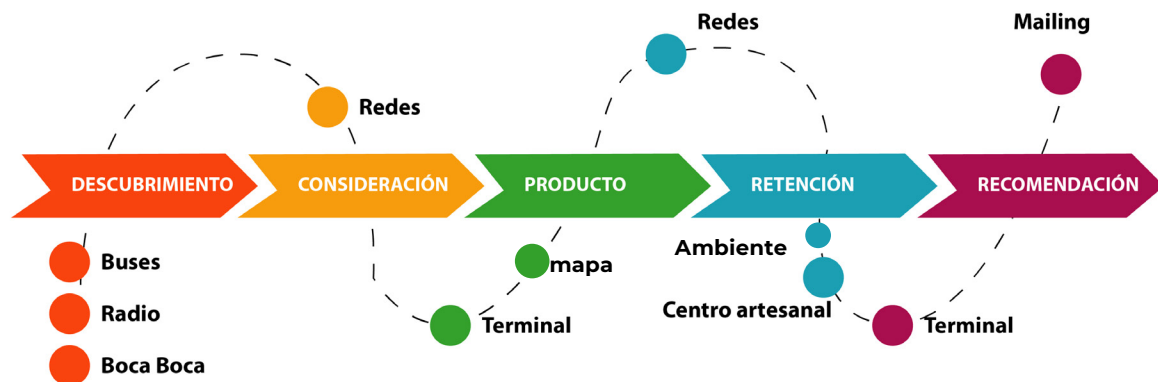 Redes
Mailing
Redes
DESCUBRIMIENTO
CONSIDERACIÓN
PRODUCTO
RETENCIÓN
RECOMENDACIÓN
Buses
mapa
Ambiente
Radio
Terminal
Centro artesanal
Terminal
Boca Boca